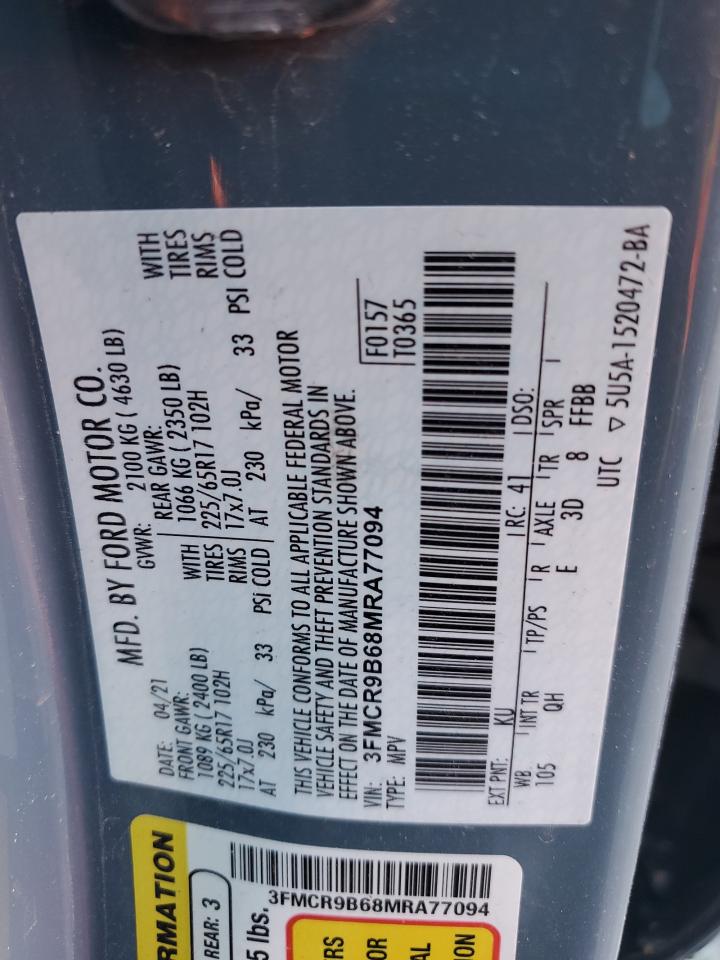 MFD. BY FORD MOTOR CO.
DATE: 04/21 GVWR: 2100 KG ( 4630 LB)
FRONT GAWR: REAR GAWR:
1089 KG ( 2400 LB) WITH 1066 KG ( 2350 LB) WITH
225/65R17 102H TIRES 225/65R17 102H TIRES
17x7.0J RIMS 17x7.0J RIMS
AT 230 kPa/ 33 PSi COLD AT 230 kPa/ 33 PSI COLD
THIS VEHICLE CONFORMS TO ALL APPLICABLE FEDERAL MOTOR
VEHICLE SAFETY AND THEFT PREVENTION STANDARDS IN
EFFECT ON THE DATE OF MANUFACTURE SHOWN ABOVE.
VIN: 3FMCR9B68MRA77094 F0157
TYPE: MPV T0365
EXT PNT: KU RC: 41 DSO:
WB INT TR TP/PS R AXLE TR SPR
105 QH E 3D 8 FFBB
UTC ▽ 5U5A-1520472-BA
RMATION
REAR: 3
5 lbs.
3FMCR9B68MRA77094
RS
OR
AL
ION